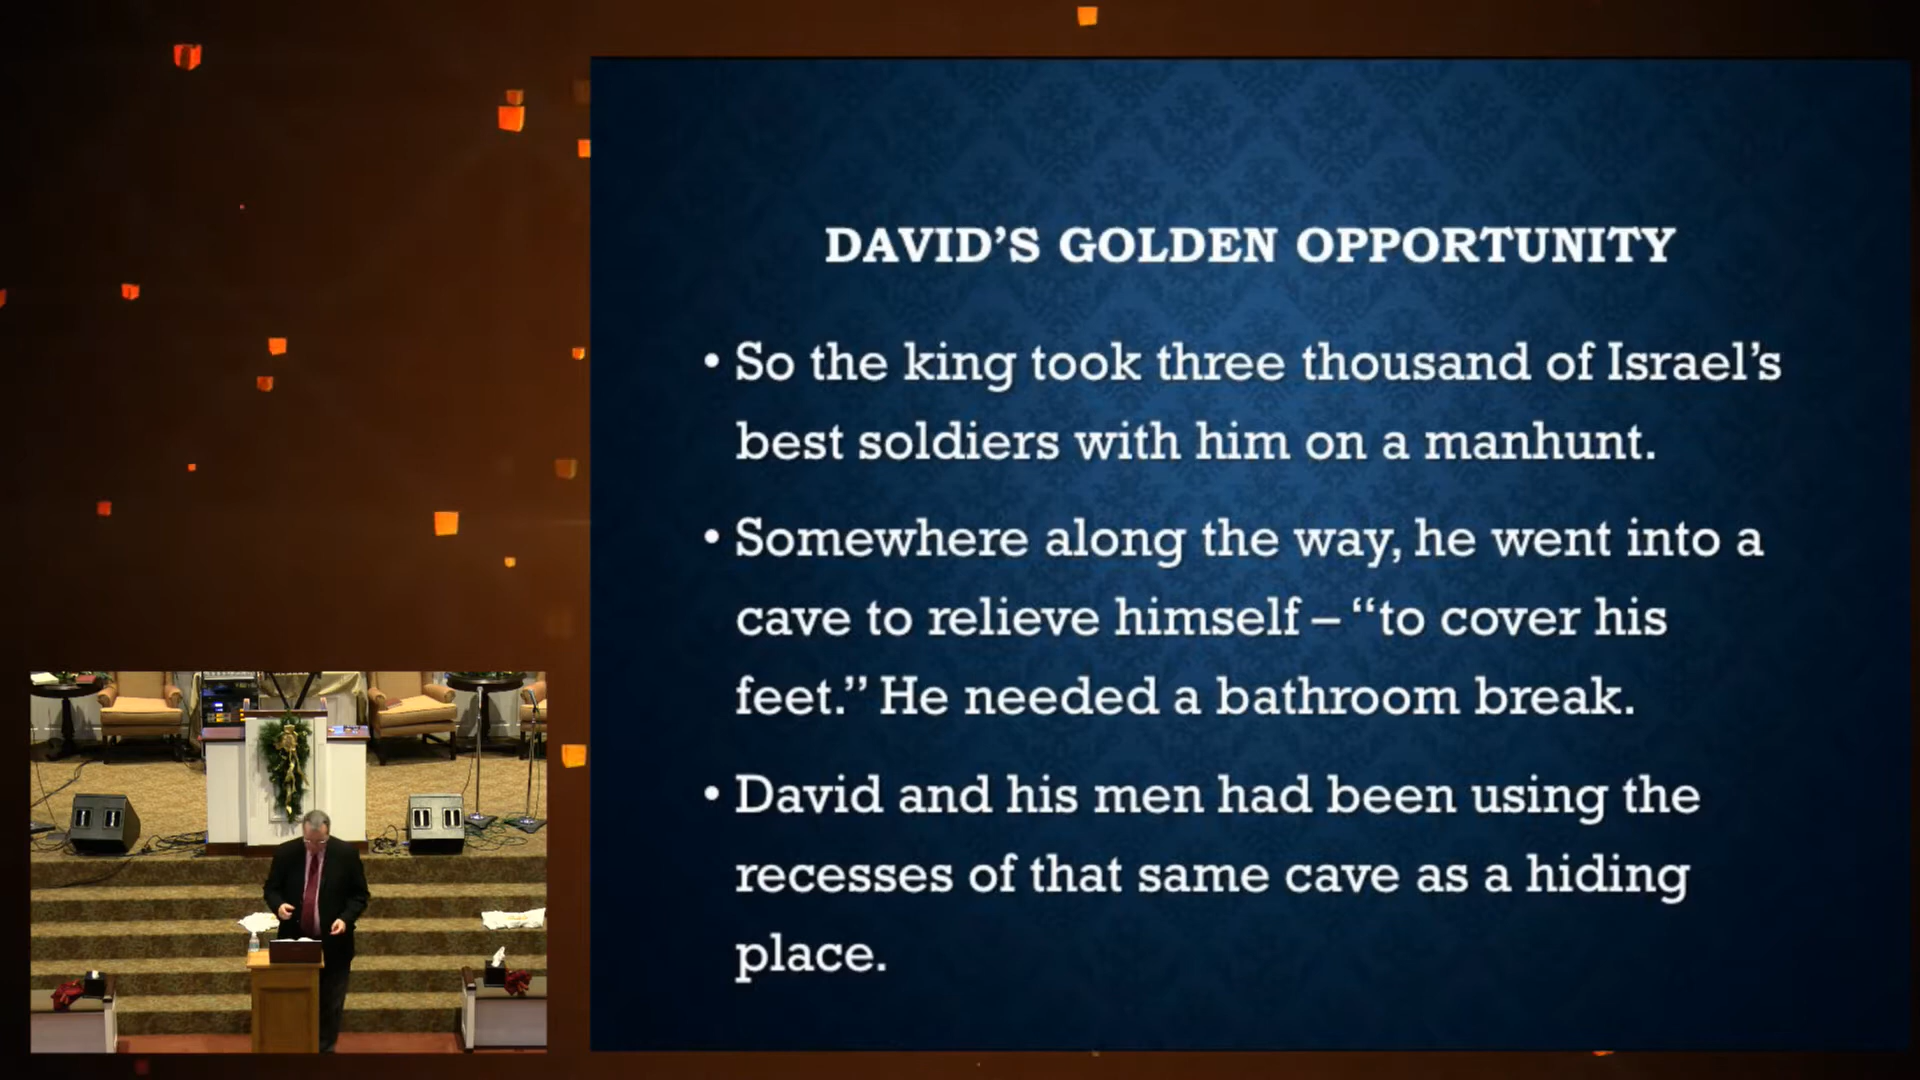 DAVID’S GOLDEN OPPORTUNITY
• So the king took three thousand of Israel’s
best soldiers with him on a manhunt.
• Somewhere along the way, he went into a
cave to relieve himself – “to cover his
feet.” He needed a bathroom break.
• David and his men had been using the
recesses of that same cave as a hiding
place.